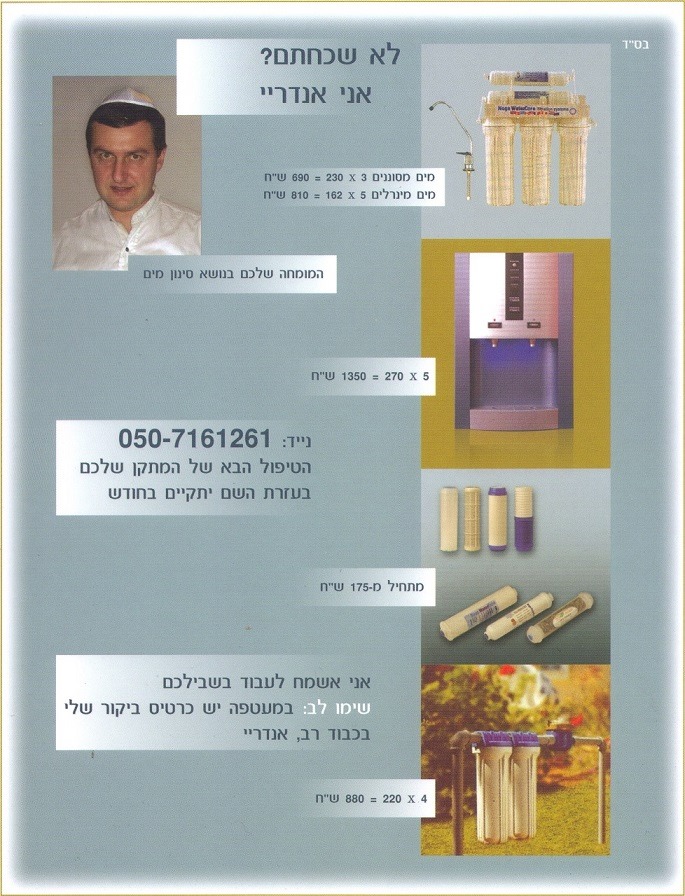 בס"ד
לא שכחתם?
אני אנדריי
Noga WaterCare
מים מסוננים 3 x 230 = 690 ש"ח
מים מינרלים 5 x 162 = 810 ש"ח
המומחה שלכם בנושא סינון מים
5 x 270 = 1350 ש"ח
נייד: 050-7161261
הטיפול הבא של המתקן שלכם
בעזרת השם יתקיים בחודש
מתחיל מ-175 ש"ח
אני אשמח לעבוד בשבילכם
שימו לב: במעטפה יש כרטיס ביקור שלי
בכבוד רב, אנדריי
4 x 220 = 880 ש"ח